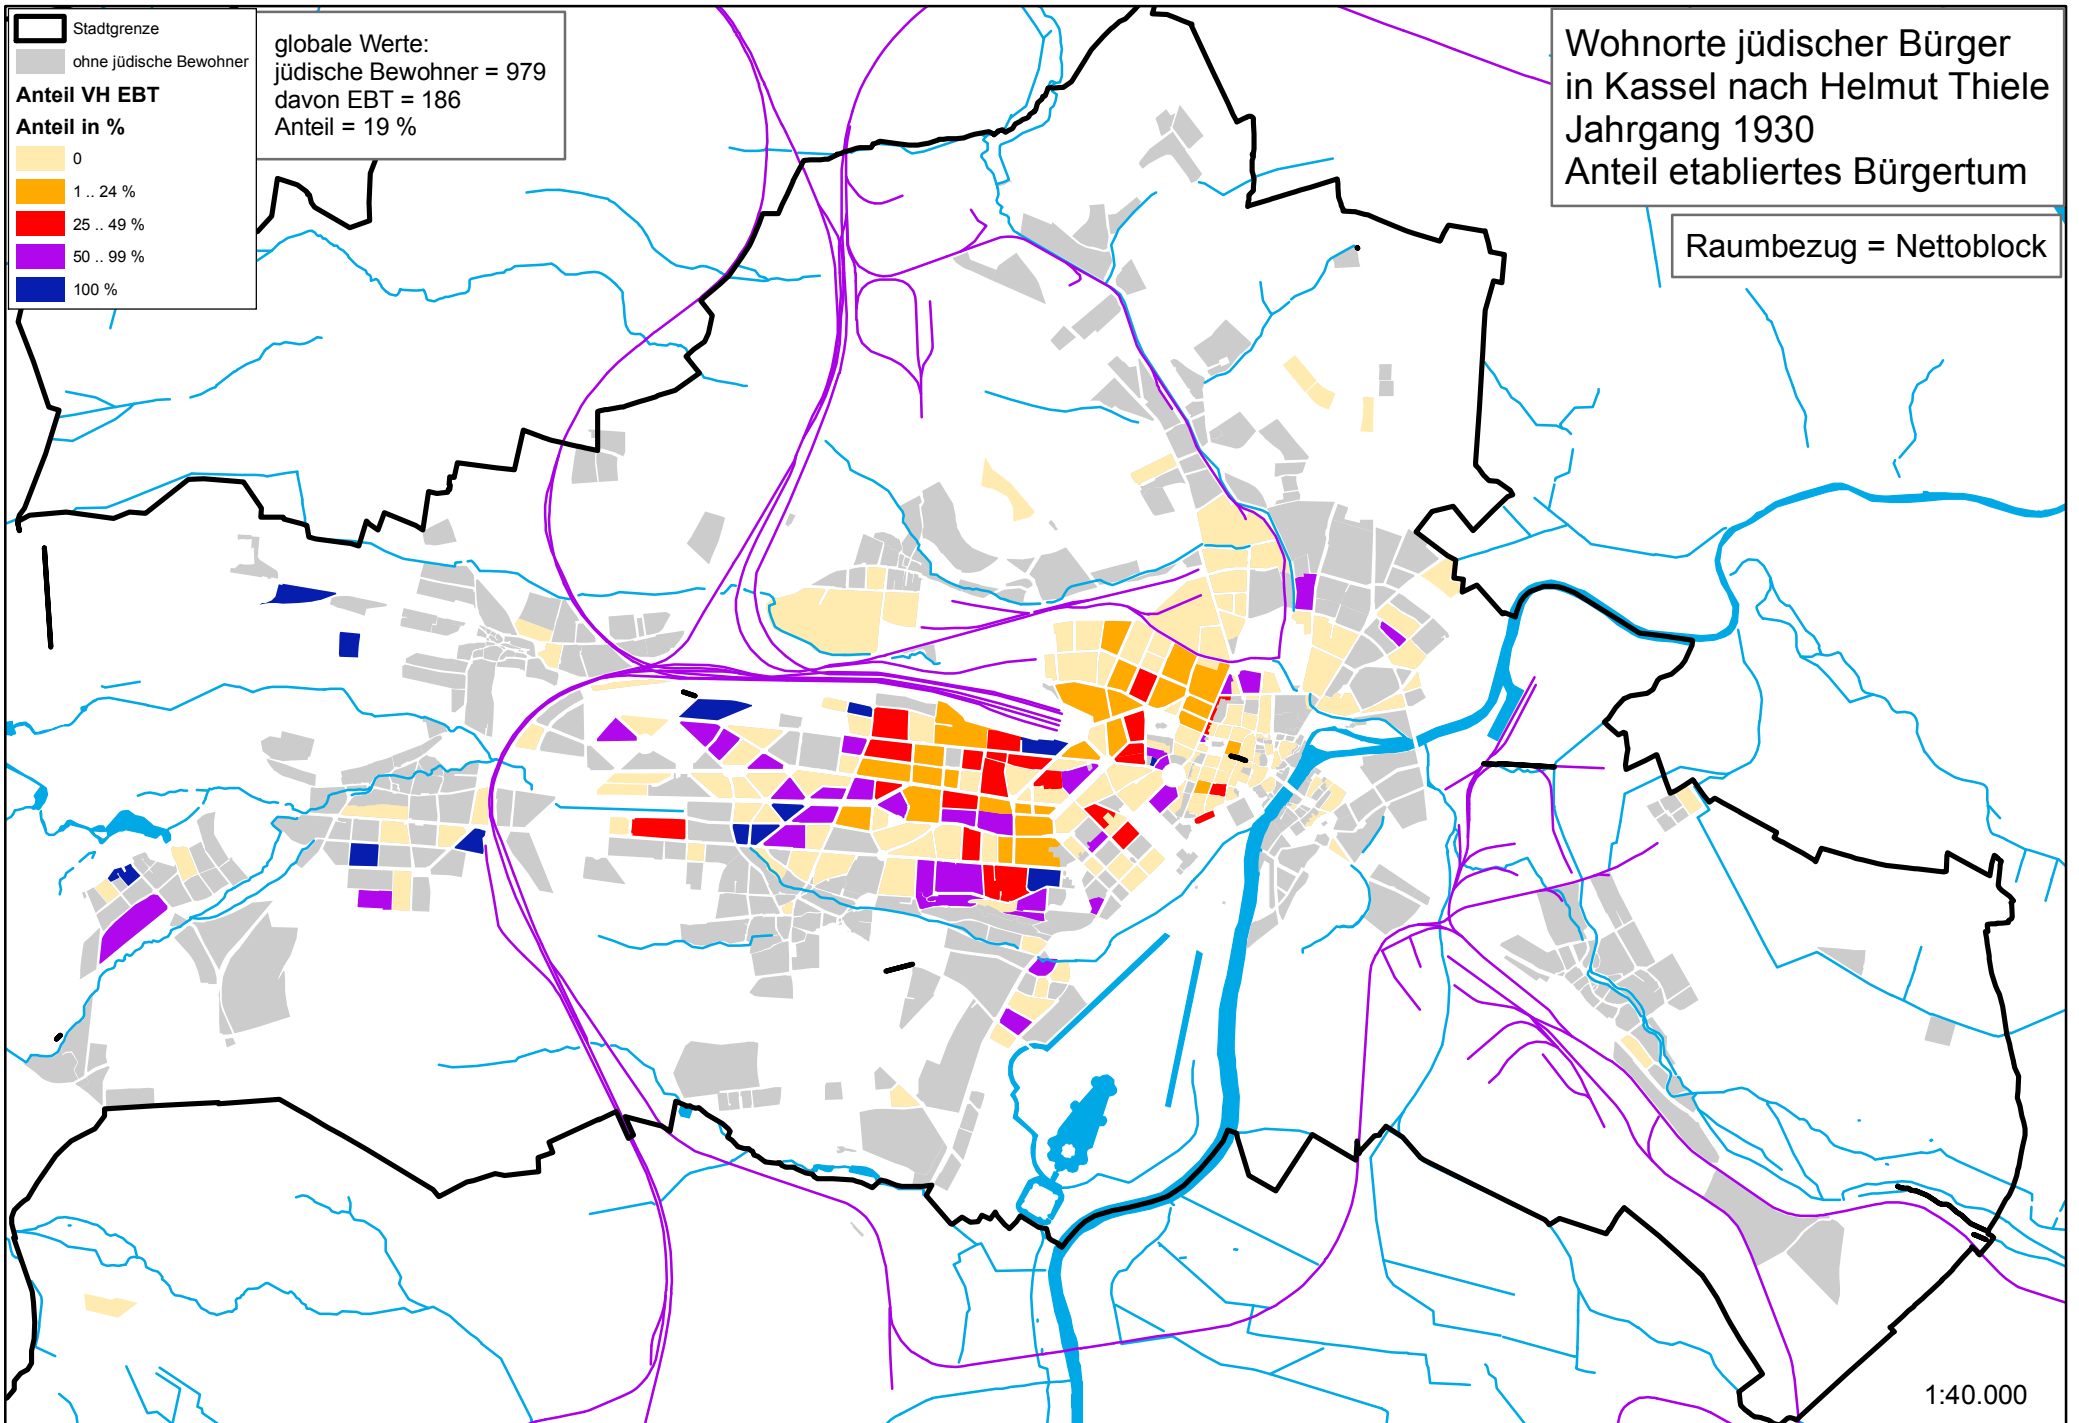 Stadtgrenze
ohne jüdische Bewohner
Anteil VH EBT
Anteil in %
0
1 .. 24 %
25 .. 49 %
50 .. 99 %
100 %
globale Werte:
jüdische Bewohner = 979
davon EBT = 186
Anteil = 19 %
Wohnorte jüdischer Bürger
in Kassel nach Helmut Thiele
Jahrgang 1930
Anteil etabliertes Bürgertum
Raumbezug = Nettoblock
1:40.000